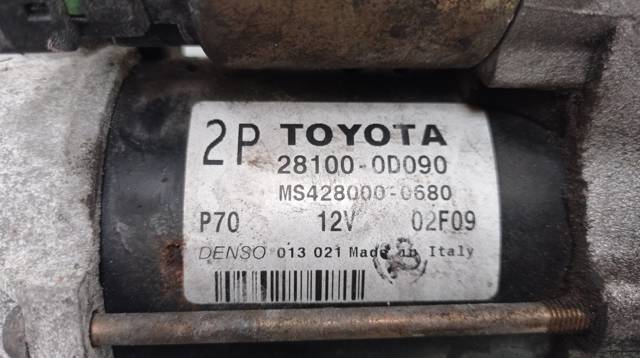 2P TOYOTA
28100-0D090
MS428000-0680
P70 12V 02F09
DENSO 013 021 Made in Italy